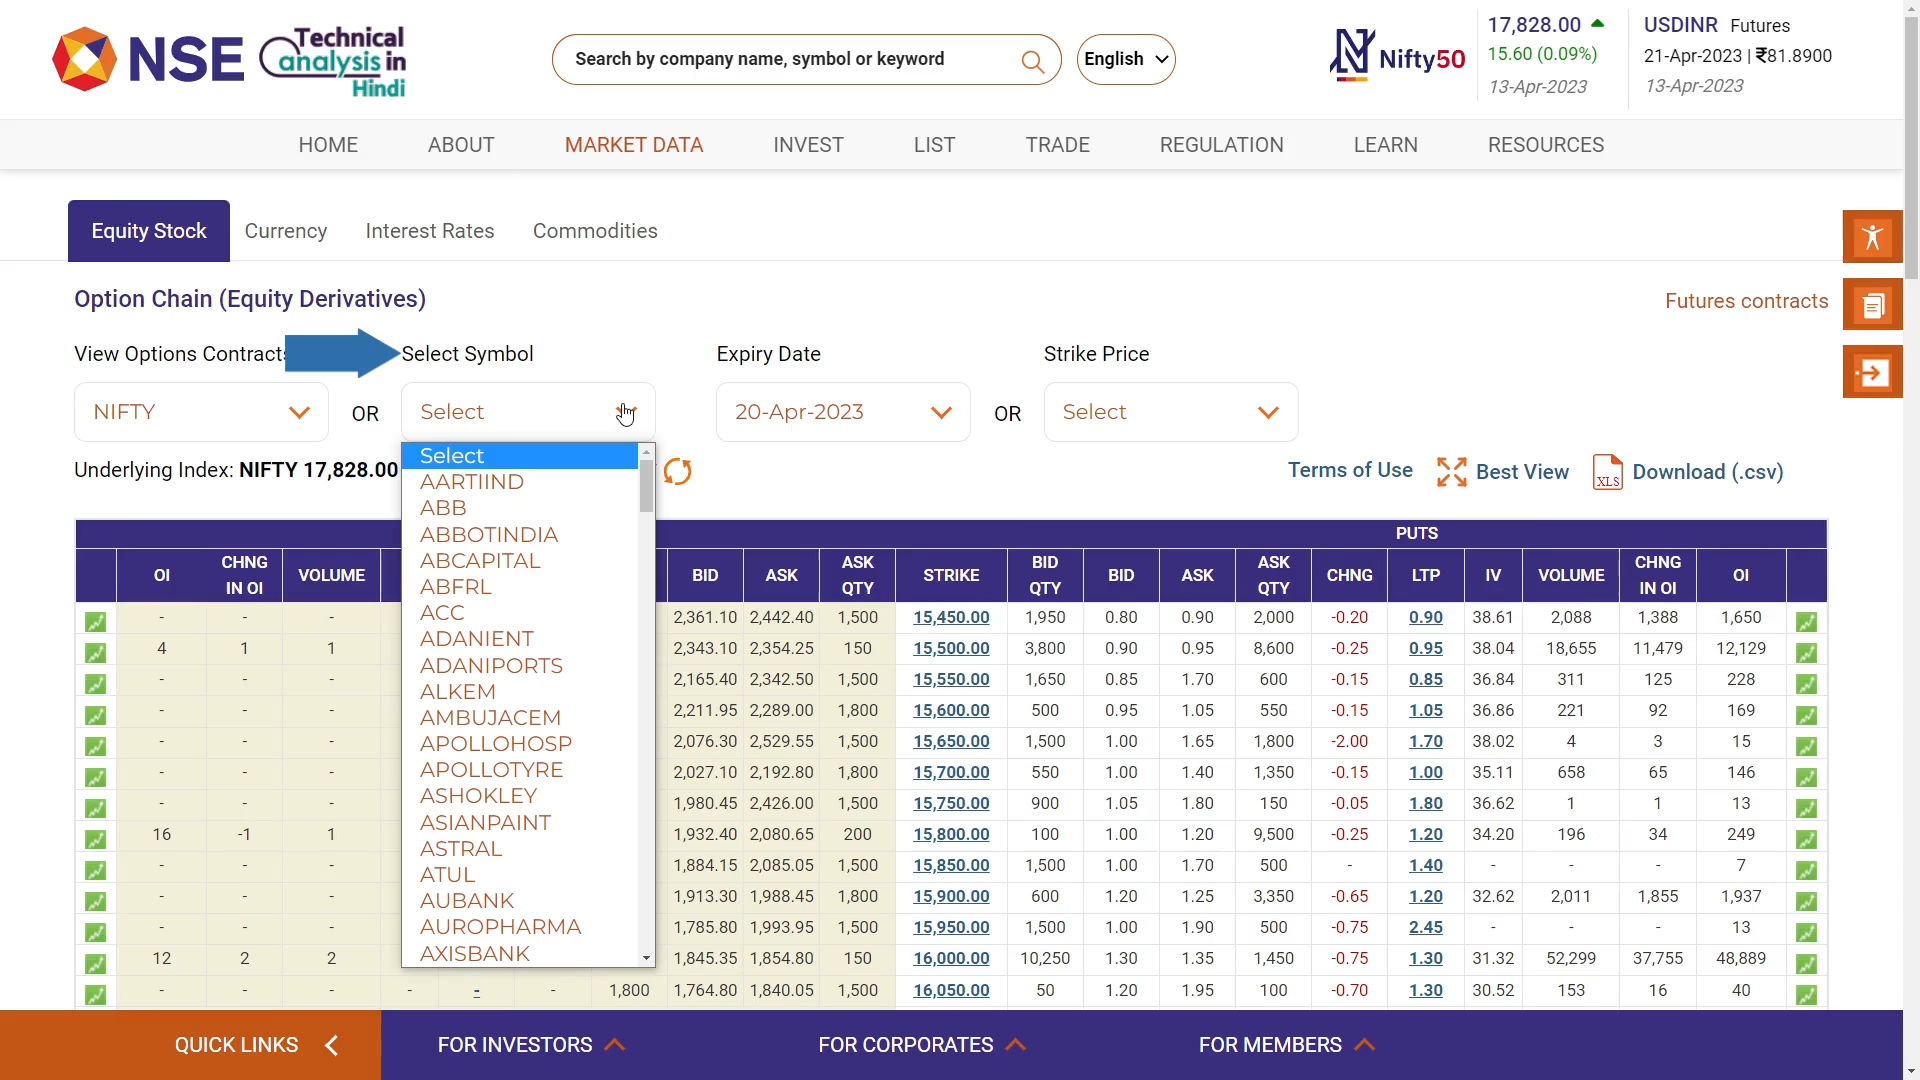 NSE
Technical
analysis in
Hindi
Search by company name, symbol or keyword
English
Nifty50
17,828.00
15.60 (0.09%)
13-Apr-2023
USDINR Futures
21-Apr-2023 | ₹81.8900
13-Apr-2023
HOME ABOUT MARKET DATA INVEST LIST TRADE REGULATION LEARN RESOURCES
Equity Stock Currency Interest Rates Commodities
Option Chain (Equity Derivatives)
Futures contracts
View Options Contracts Select Symbol Expiry Date Strike Price
NIFTY OR Select 20-Apr-2023 OR Select
Underlying Index: NIFTY 17,828.00
Terms of Use Best View XLS Download (.csv)
Select
AARTIIND
ABB
ABBOTINDIA
ABCAPITAL
ABFRL
ACC
ADANIENT
ADANIPORTS
ALKEM
AMBUJACEM
APOLLOHOSP
APOLLOTYRE
ASHOKLEY
ASIANPAINT
ASTRAL
ATUL
AUBANK
AUROPHARMA
AXISBANK
PUTS
OI CHNG IN OI VOLUME BID ASK ASK QTY STRIKE BID QTY BID ASK ASK QTY CHNG LTP IV VOLUME CHNG IN OI OI
- - - 2,361.10 2,442.40 1,500 15,450.00 1,950 0.80 0.90 2,000 -0.20 0.90 38.61 2,088 1,388 1,650
4 1 1 2,343.10 2,354.25 150 15,500.00 3,800 0.90 0.95 8,600 -0.25 0.95 38.04 18,655 11,479 12,129
- - - 2,165.40 2,342.50 1,500 15,550.00 1,650 0.85 1.70 600 -0.15 0.85 36.84 311 125 228
- - - 2,211.95 2,289.00 1,800 15,600.00 500 0.95 1.05 550 -0.15 1.05 36.86 221 92 169
- - - 2,076.30 2,529.55 1,500 15,650.00 1,500 1.00 1.65 1,800 -2.00 1.70 38.02 4 3 15
- - - 2,027.10 2,192.80 1,800 15,700.00 550 1.00 1.40 1,350 -0.15 1.00 35.11 658 65 146
- - - 1,980.45 2,426.00 1,500 15,750.00 900 1.05 1.80 150 -0.05 1.80 36.62 1 1 13
16 -1 1 1,932.40 2,080.65 200 15,800.00 100 1.00 1.20 9,500 -0.25 1.20 34.20 196 34 249
- - - 1,884.15 2,085.05 1,500 15,850.00 1,500 1.00 1.70 500 - 1.40 - - - 7
- - - 1,913.30 1,988.45 1,800 15,900.00 600 1.20 1.25 3,350 -0.65 1.20 32.62 2,011 1,855 1,937
- - - 1,785.80 1,993.95 1,500 15,950.00 1,500 1.00 1.90 500 -0.75 2.45 - - - 13
12 2 2 1,845.35 1,854.80 150 16,000.00 10,250 1.30 1.35 1,450 -0.75 1.30 31.32 52,299 37,755 48,889
- - - - - - 1,800 1,764.80 1,840.05 1,500 16,050.00 50 1.20 1.95 100 -0.70 1.30 30.52 153 16 40
QUICK LINKS FOR INVESTORS FOR CORPORATES FOR MEMBERS